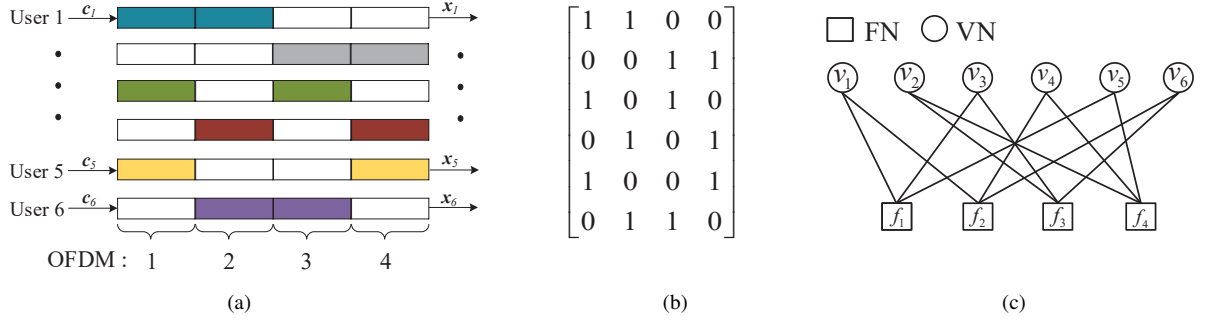 User 1 c1 x1
User 5 c5 x5
User 6 c6 x6
OFDM : 1 2 3 4
(a)
1 1 0 0
0 0 1 1
1 0 1 0
0 1 0 1
1 0 0 1
0 1 1 0
(b)
FN VN
v1 v2 v3 v4 v5 v6
f1 f2 f3 f4
(c)